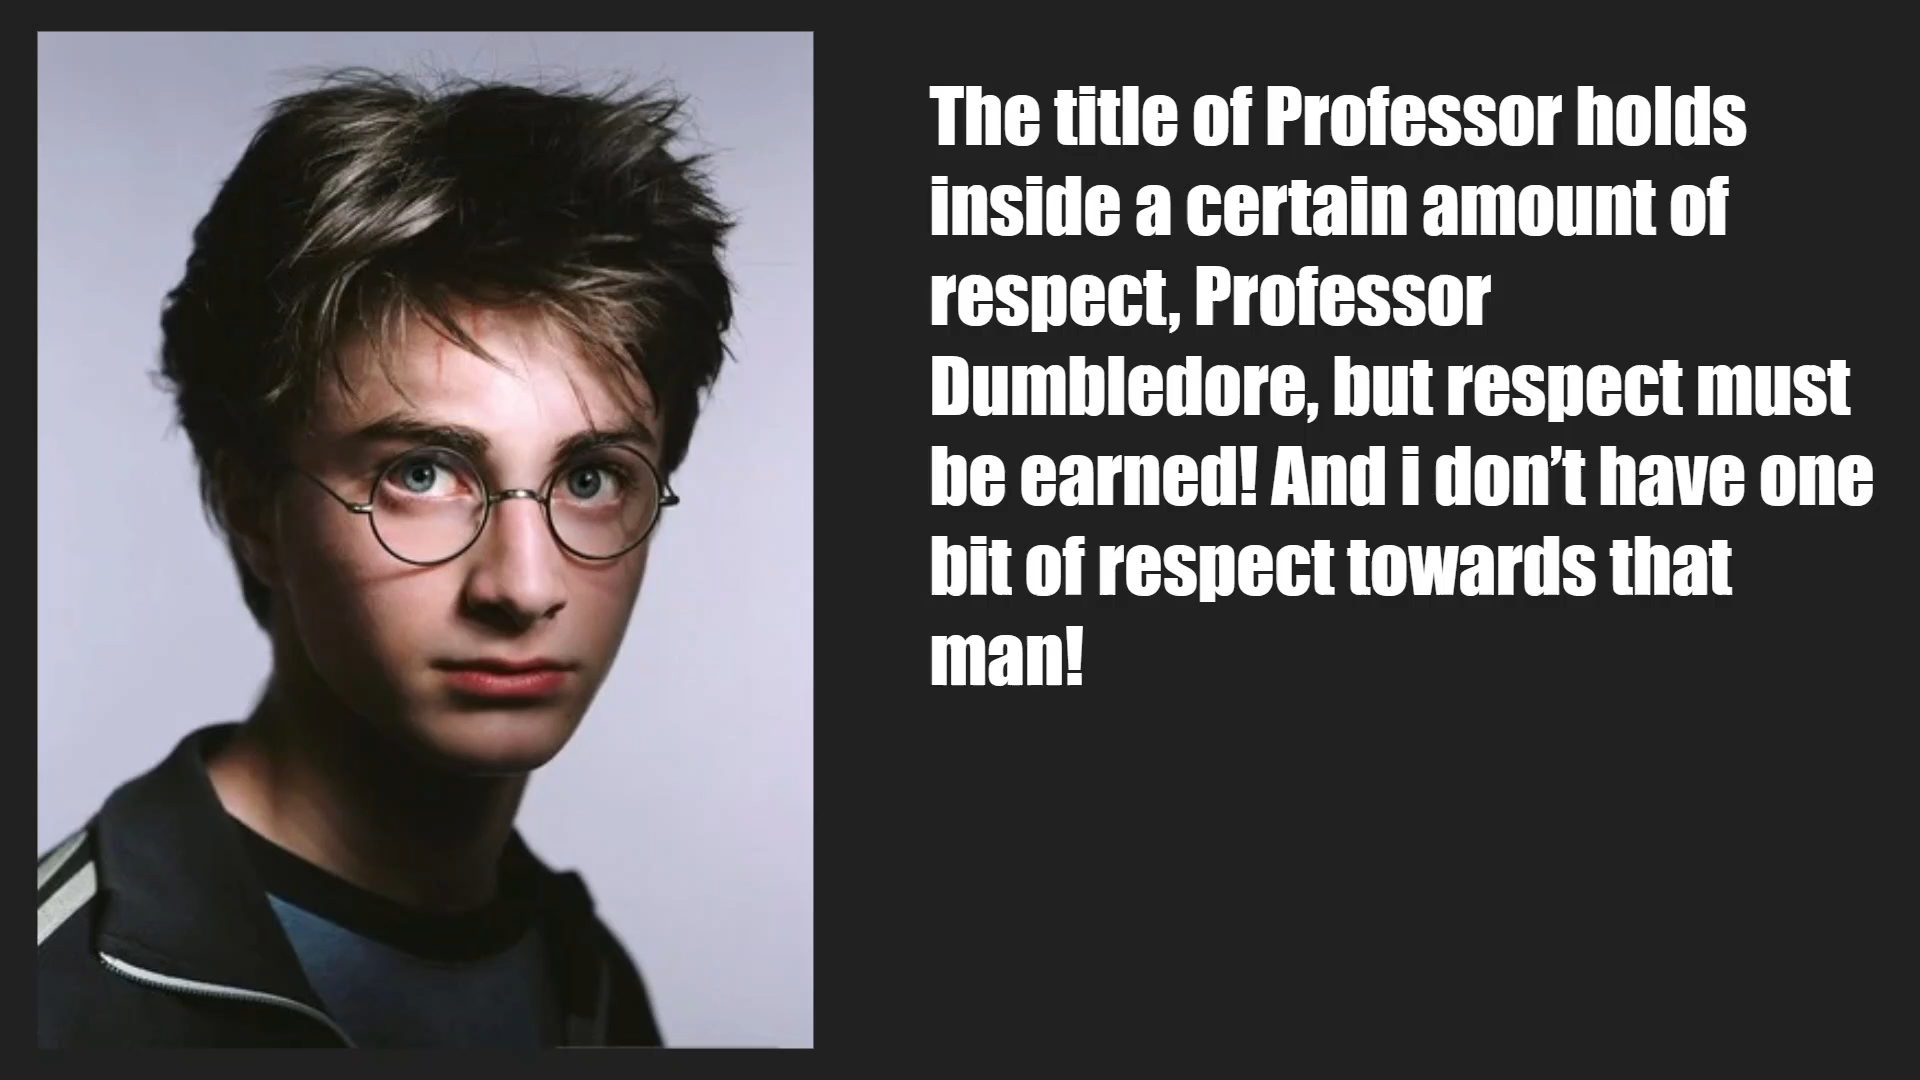 The title of Professor holds
inside a certain amount of
respect, Professor
Dumbledore, but respect must
be earned! And i don’t have one
bit of respect towards that
man!